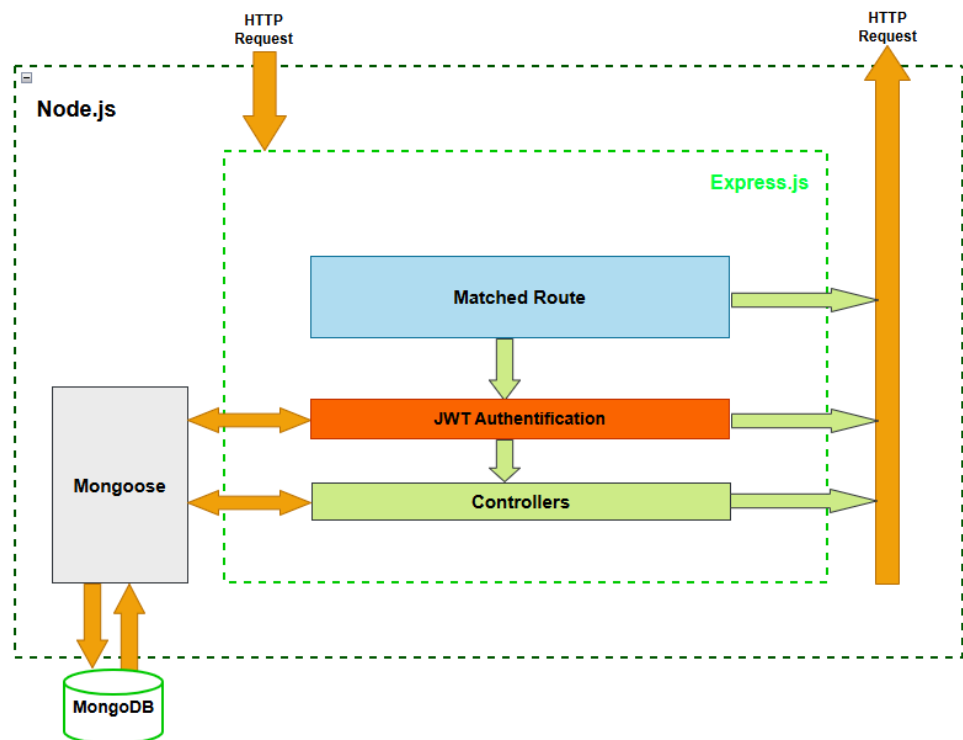 HTTP
Request
HTTP
Request
Node.js
Express.js
Matched Route
JWT Authentification
Mongoose
Controllers
MongoDB